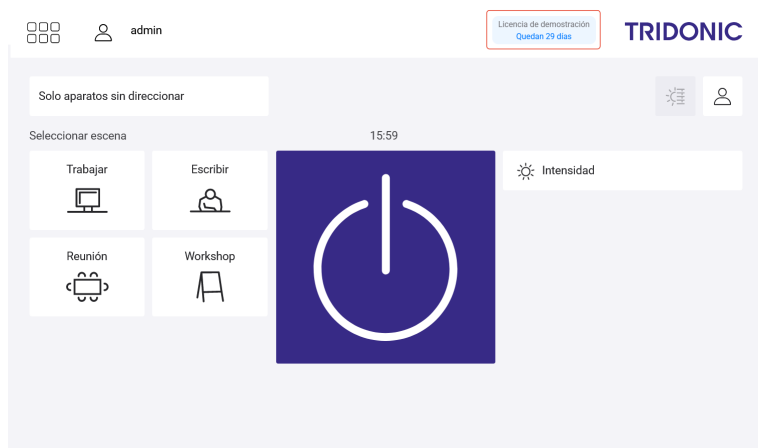 admin
Licencia de demostración
Quedan 29 días
TRIDONIC
Solo aparatos sin direccionar
Seleccionar escena
15:59
Trabajar
Escribir
Intensidad
Reunión
Workshop